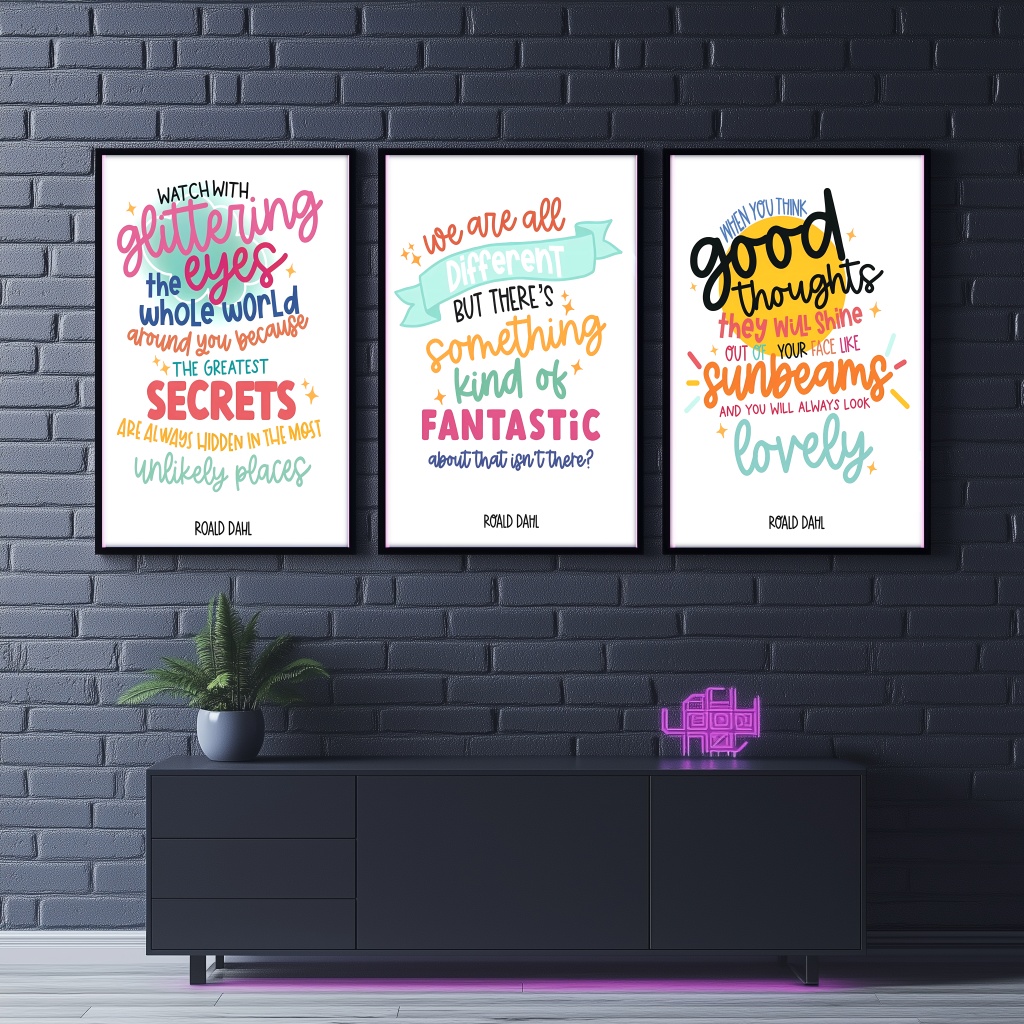 WATCH WITH
glittering
eyes
the
whole world
around you because
THE GREATEST
SECRETS
ARE ALWAYS HIDDEN IN THE MOST
unlikely places
ROALD DAHL
we are all
Different
BUT THERE'S
something
kind of
FANTASTiC
about that isn't there?
ROALD DAHL
WHEN YOU THINK
good
thoughts
they Will Shine
OUT OF YOUR FACE LIKE
sunbeams
AND YOU WILL ALWAYS LOOK
lovely
ROALD DAHL